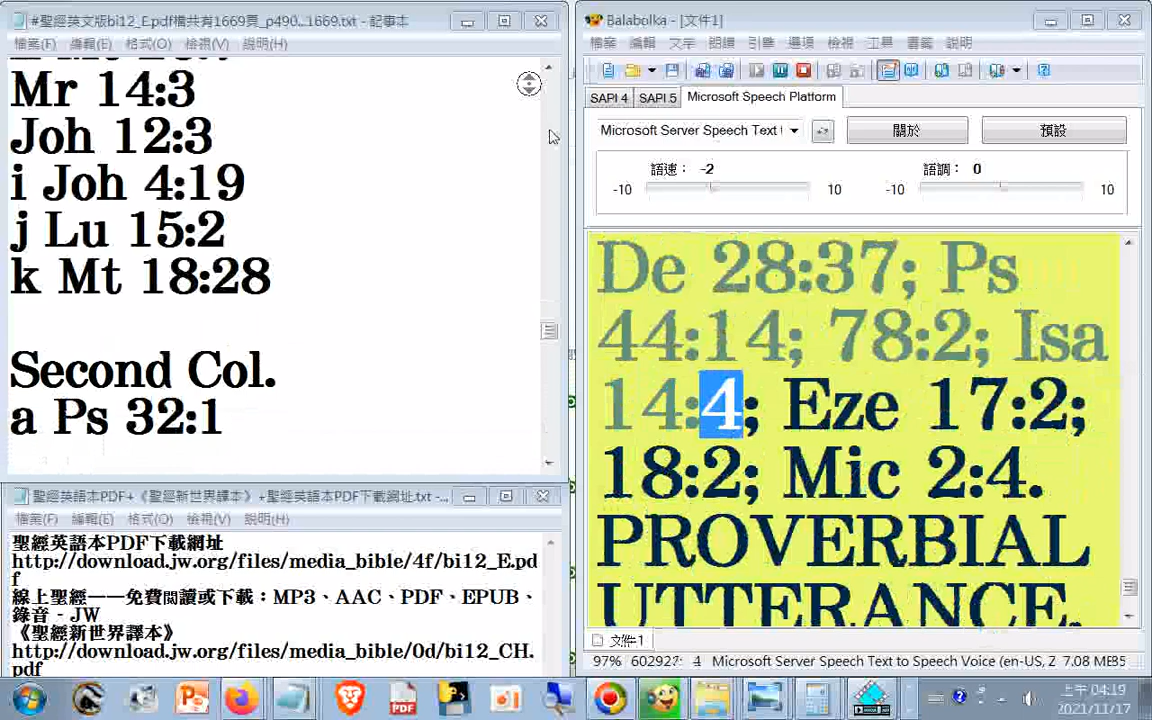 #聖經英文版bi12_E.pdf檔共有1669頁_p490...1669.txt - 記事本
檔案(F) 編輯(E) 格式(O) 檢視(V) 說明(H)
Mr 14:3
Joh 12:3
i Joh 4:19
j Lu 15:2
k Mt 18:28
Second Col.
a Ps 32:1
聖經英語本PDF+《聖經新世界譯本》+聖經英語本PDF下載網址.txt - ...
檔案(F) 編輯(E) 格式(O) 檢視(V) 說明(H)
聖經英語本PDF下載網址
http://download.jw.org/files/media_bible/4f/bi12_E.pd
f
線上聖經——免費閱讀或下載：MP3、AAC、PDF、EPUB、
錄音 - JW
《聖經新世界譯本》
http://download.jw.org/files/media_bible/0d/bi12_CH.
pdf
Balabolka - [文件1]
檔案 編輯 文字 朗讀 引擎 選項 檢視 工具 書籤 說明
SAPI 4 SAPI 5 Microsoft Speech Platform
Microsoft Server Speech Text 關於 預設
語速： -2 語調： 0
-10 10 -10 10
De 28:37; Ps
44:14; 78:2; Isa
14:4; Eze 17:2;
18:2; Mic 2:4.
PROVERBIAL
UTTERANCE.
文件1
97% 4 Microsoft Server Speech Text to Speech Voice (en-US, Z 7.08 MB
上午 04:19
2021/11/17